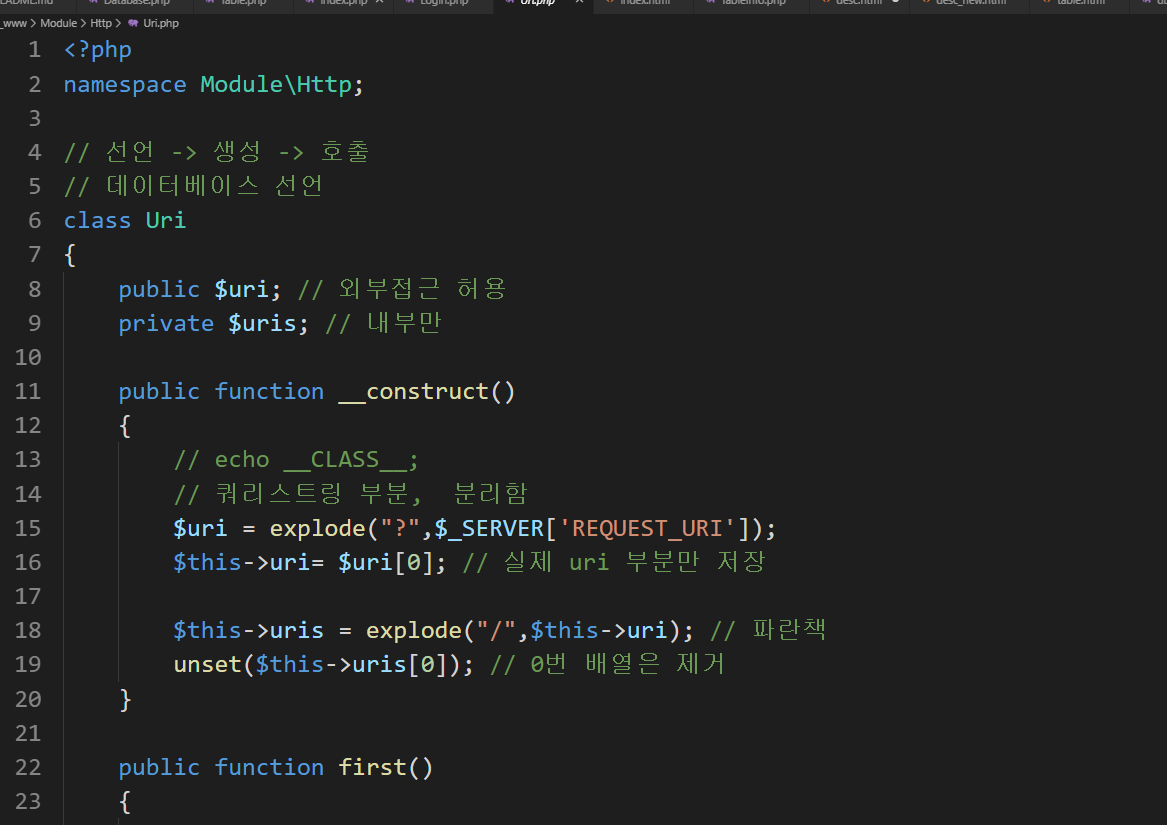 Database.php Table.php index.php Login.php Uri.php index.html TableInfo.php desc.html desc_new.html table.html
_www > Module > Http > Uri.php
1 <?php
2 namespace Module\Http;
3
4 // 선언 -> 생성 -> 호출
5 // 데이터베이스 선언
6 class Uri
7 {
8 public $uri; // 외부접근 허용
9 private $uris; // 내부만
10
11 public function __construct()
12 {
13 // echo __CLASS__;
14 // 쿼리스트링 부분, 분리함
15 $uri = explode("?",$_SERVER['REQUEST_URI']);
16 $this->uri= $uri[0]; // 실제 uri 부분만 저장
17
18 $this->uris = explode("/",$this->uri); // 파란책
19 unset($this->uris[0]); // 0번 배열은 제거
20 }
21
22 public function first()
23 {